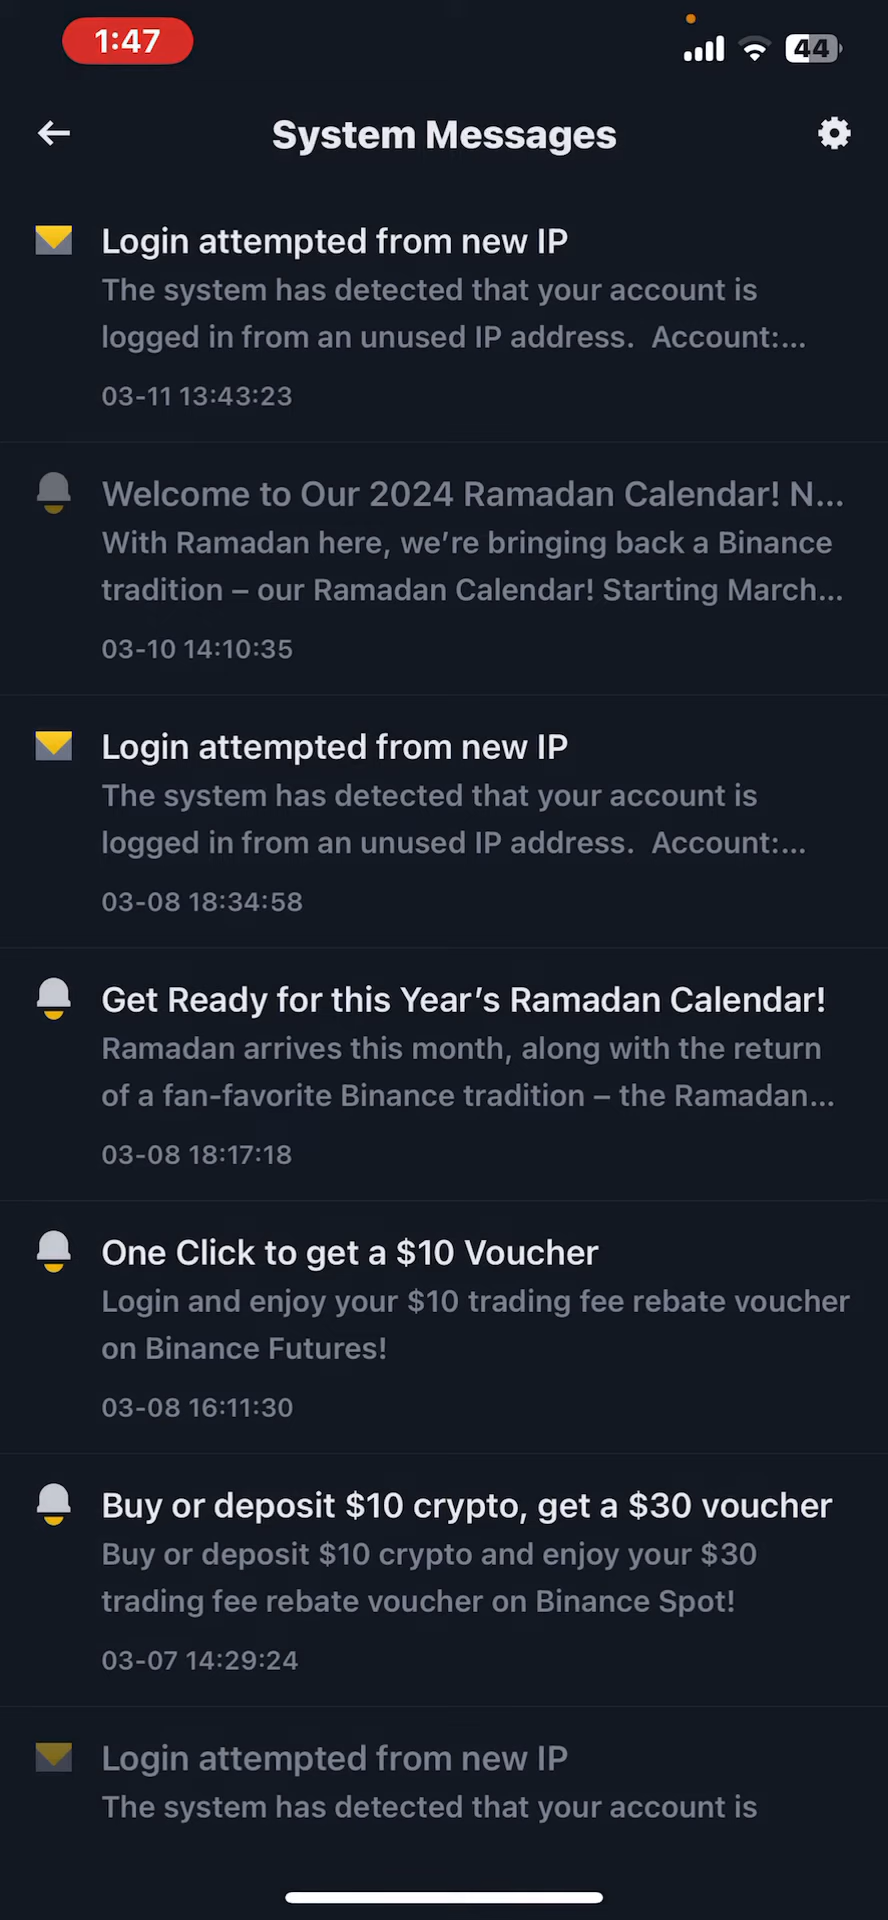 1:47
44
System Messages
Login attempted from new IP
The system has detected that your account is
logged in from an unused IP address.  Account:...
03-11 13:43:23
Welcome to Our 2024 Ramadan Calendar! N...
With Ramadan here, we’re bringing back a Binance
tradition – our Ramadan Calendar! Starting March...
03-10 14:10:35
Login attempted from new IP
The system has detected that your account is
logged in from an unused IP address.  Account:...
03-08 18:34:58
Get Ready for this Year’s Ramadan Calendar!
Ramadan arrives this month, along with the return
of a fan-favorite Binance tradition – the Ramadan...
03-08 18:17:18
One Click to get a $10 Voucher
Login and enjoy your $10 trading fee rebate voucher
on Binance Futures!
03-08 16:11:30
Buy or deposit $10 crypto, get a $30 voucher
Buy or deposit $10 crypto and enjoy your $30
trading fee rebate voucher on Binance Spot!
03-07 14:29:24
Login attempted from new IP
The system has detected that your account is